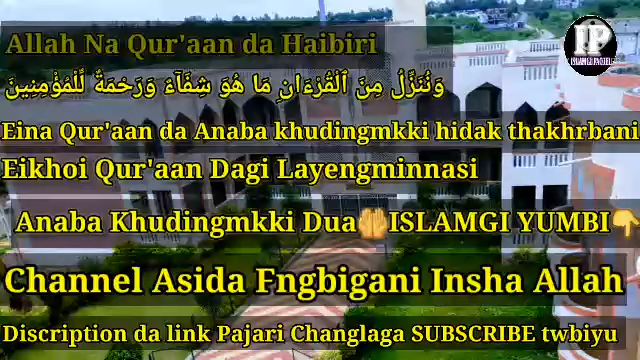 Allah Na Qur'aan da Haibiri
وَنُنَزِّلُ مِنَ ٱلْقُرْءَانِ مَا هُوَ شِفَآءٌ وَرَحْمَةٌ لِّلْمُؤْمِنِينَ
Eina Qur'aan da Anaba khudingmkki hidak thakhrbani
Eikhoi Qur'aan Dagi Layengminnasi
Anaba Khudingmkki Dua🤲ISLAMGI YUMBI👇
Channel Asida Fngbigani Insha Allah
Discription da link Pajari Changlaga SUBSCRIBE twbiyu
IP